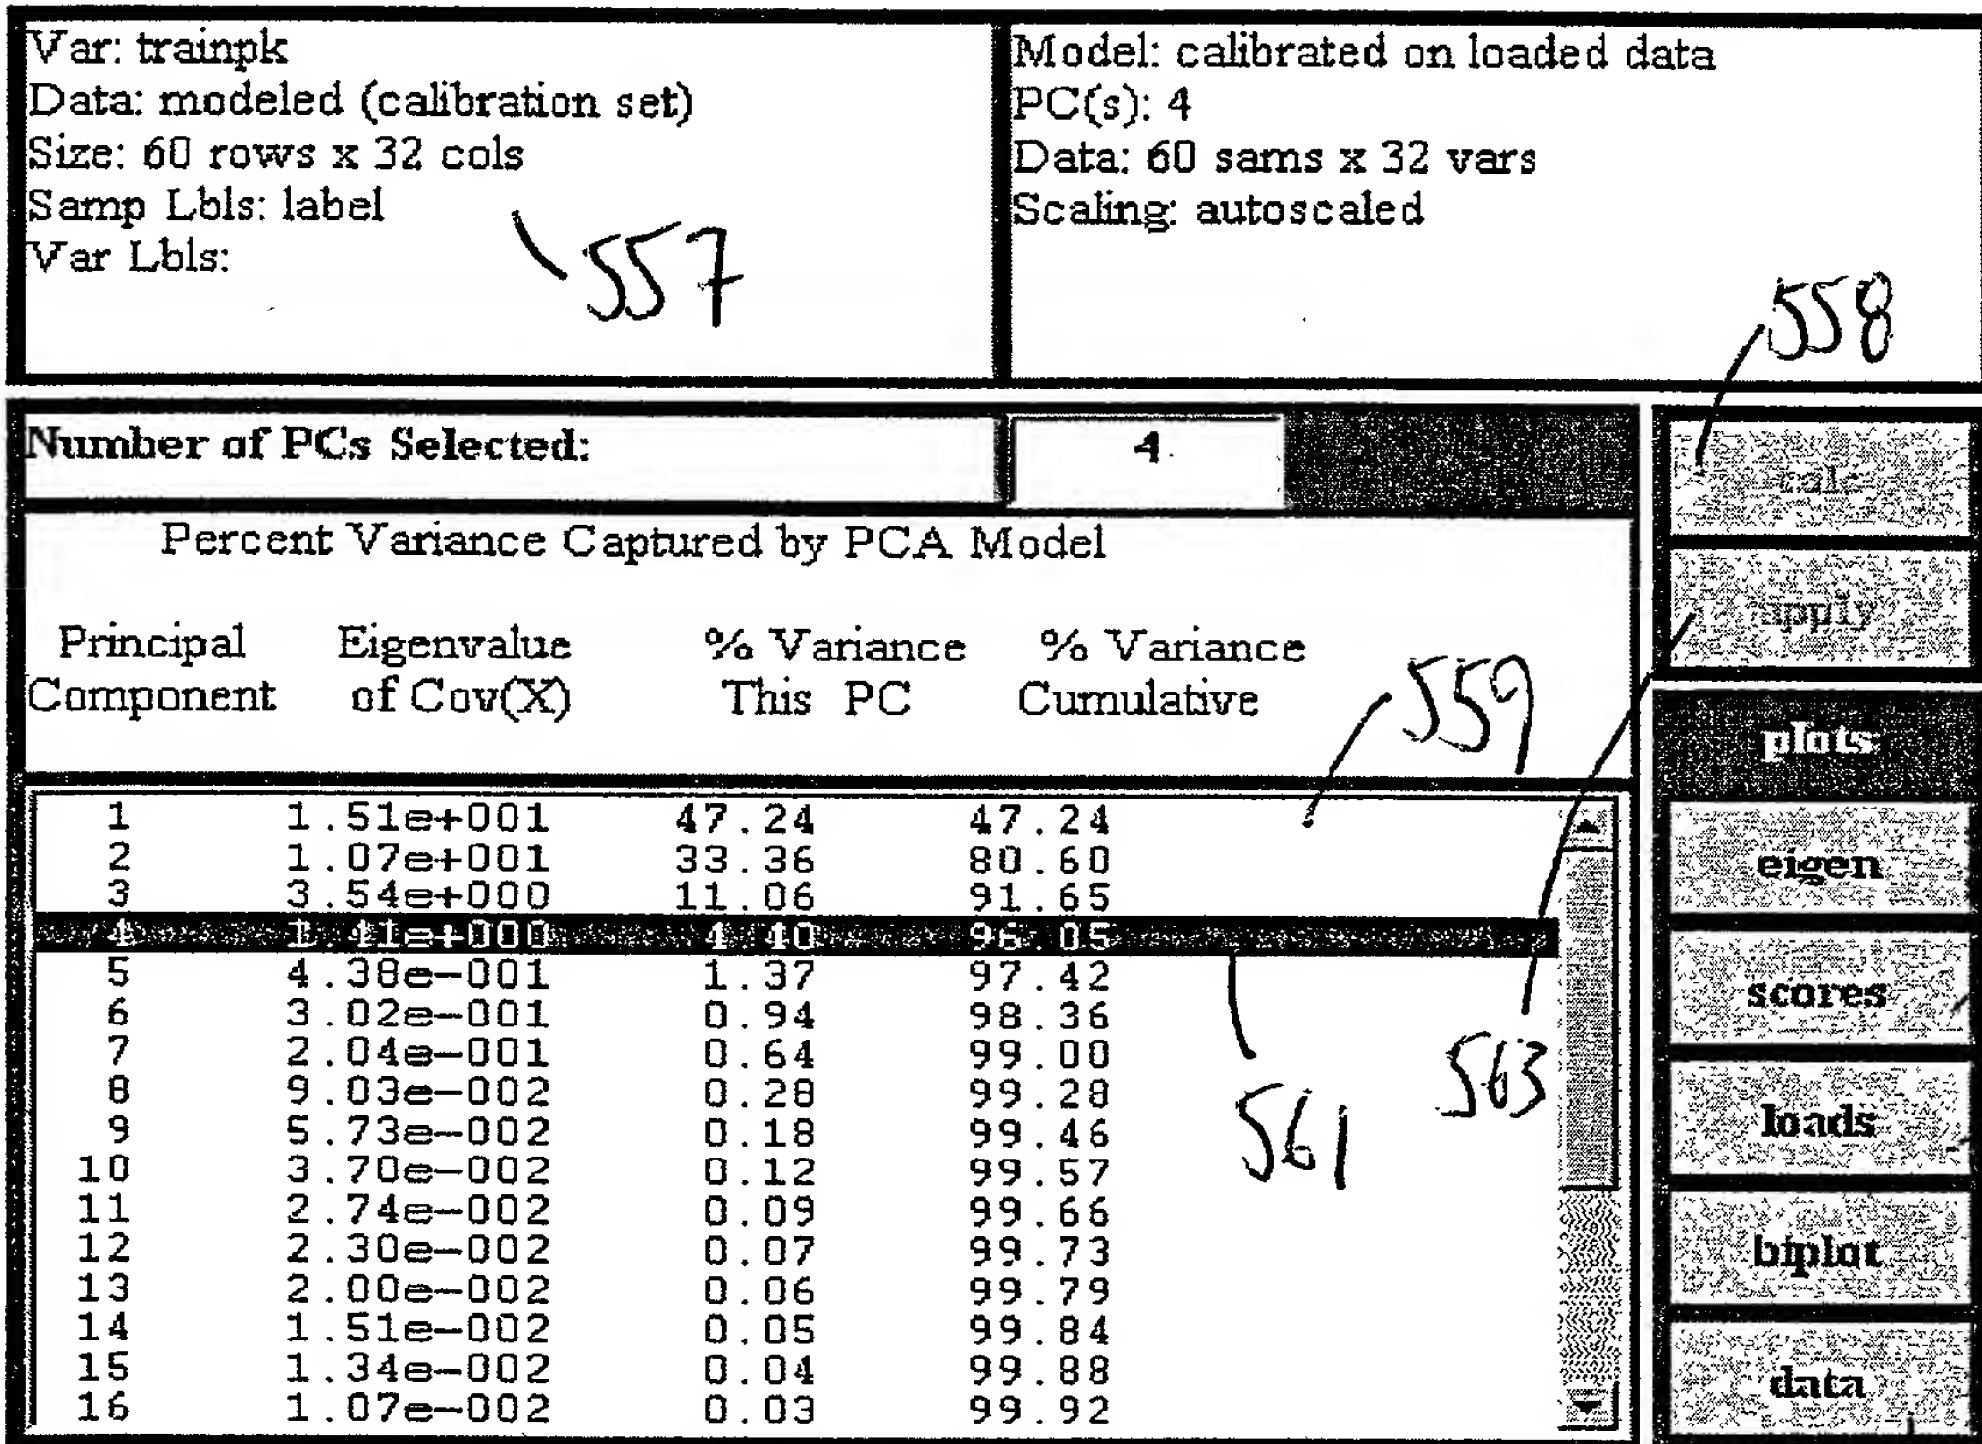 Var: trainpk
Data: modeled (calibration set)
Size: 60 rows x 32 cols
Samp Lbls: label
Var Lbls:
557
Model: calibrated on loaded data
PC(s): 4
Data: 60 sams x 32 vars
Scaling: autoscaled
558
Number of PCs Selected: 4
Percent Variance Captured by PCA Model
Principal Eigenvalue % Variance % Variance
Component of Cov(X) This PC Cumulative
559
1 1.51e+001 47.24 47.24
2 1.07e+001 33.36 80.60
3 3.54e+000 11.06 91.65
4 1.41e+000 4.40 96.05
5 4.38e-001 1.37 97.42
6 3.02e-001 0.94 98.36
7 2.04e-001 0.64 99.00
8 9.03e-002 0.28 99.28
9 5.73e-002 0.18 99.46
10 3.70e-002 0.12 99.57
11 2.74e-002 0.09 99.66
12 2.30e-002 0.07 99.73
13 2.00e-002 0.06 99.79
14 1.51e-002 0.05 99.84
15 1.34e-002 0.04 99.88
16 1.07e-002 0.03 99.92
561
563
apply
plots
eigen
scores
loads
biplot
data